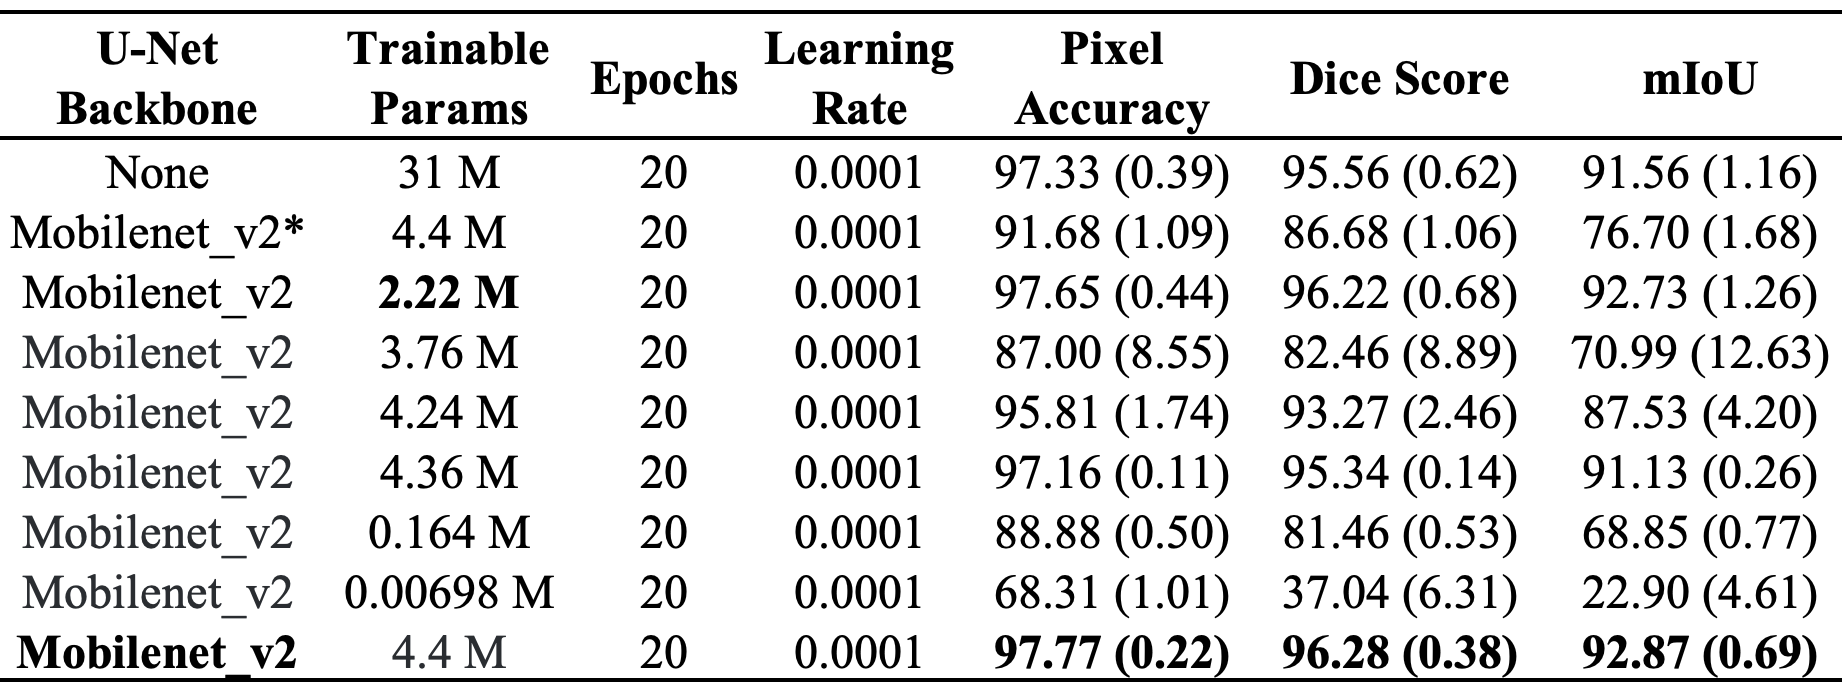 U-Net Backbone Trainable Params Epochs Learning Rate Pixel Accuracy Dice Score mIoU
None 31 M 20 0.0001 97.33 (0.39) 95.56 (0.62) 91.56 (1.16)
Mobilenet_v2* 4.4 M 20 0.0001 91.68 (1.09) 86.68 (1.06) 76.70 (1.68)
Mobilenet_v2 2.22 M 20 0.0001 97.65 (0.44) 96.22 (0.68) 92.73 (1.26)
Mobilenet_v2 3.76 M 20 0.0001 87.00 (8.55) 82.46 (8.89) 70.99 (12.63)
Mobilenet_v2 4.24 M 20 0.0001 95.81 (1.74) 93.27 (2.46) 87.53 (4.20)
Mobilenet_v2 4.36 M 20 0.0001 97.16 (0.11) 95.34 (0.14) 91.13 (0.26)
Mobilenet_v2 0.164 M 20 0.0001 88.88 (0.50) 81.46 (0.53) 68.85 (0.77)
Mobilenet_v2 0.00698 M 20 0.0001 68.31 (1.01) 37.04 (6.31) 22.90 (4.61)
Mobilenet_v2 4.4 M 20 0.0001 97.77 (0.22) 96.28 (0.38) 92.87 (0.69)